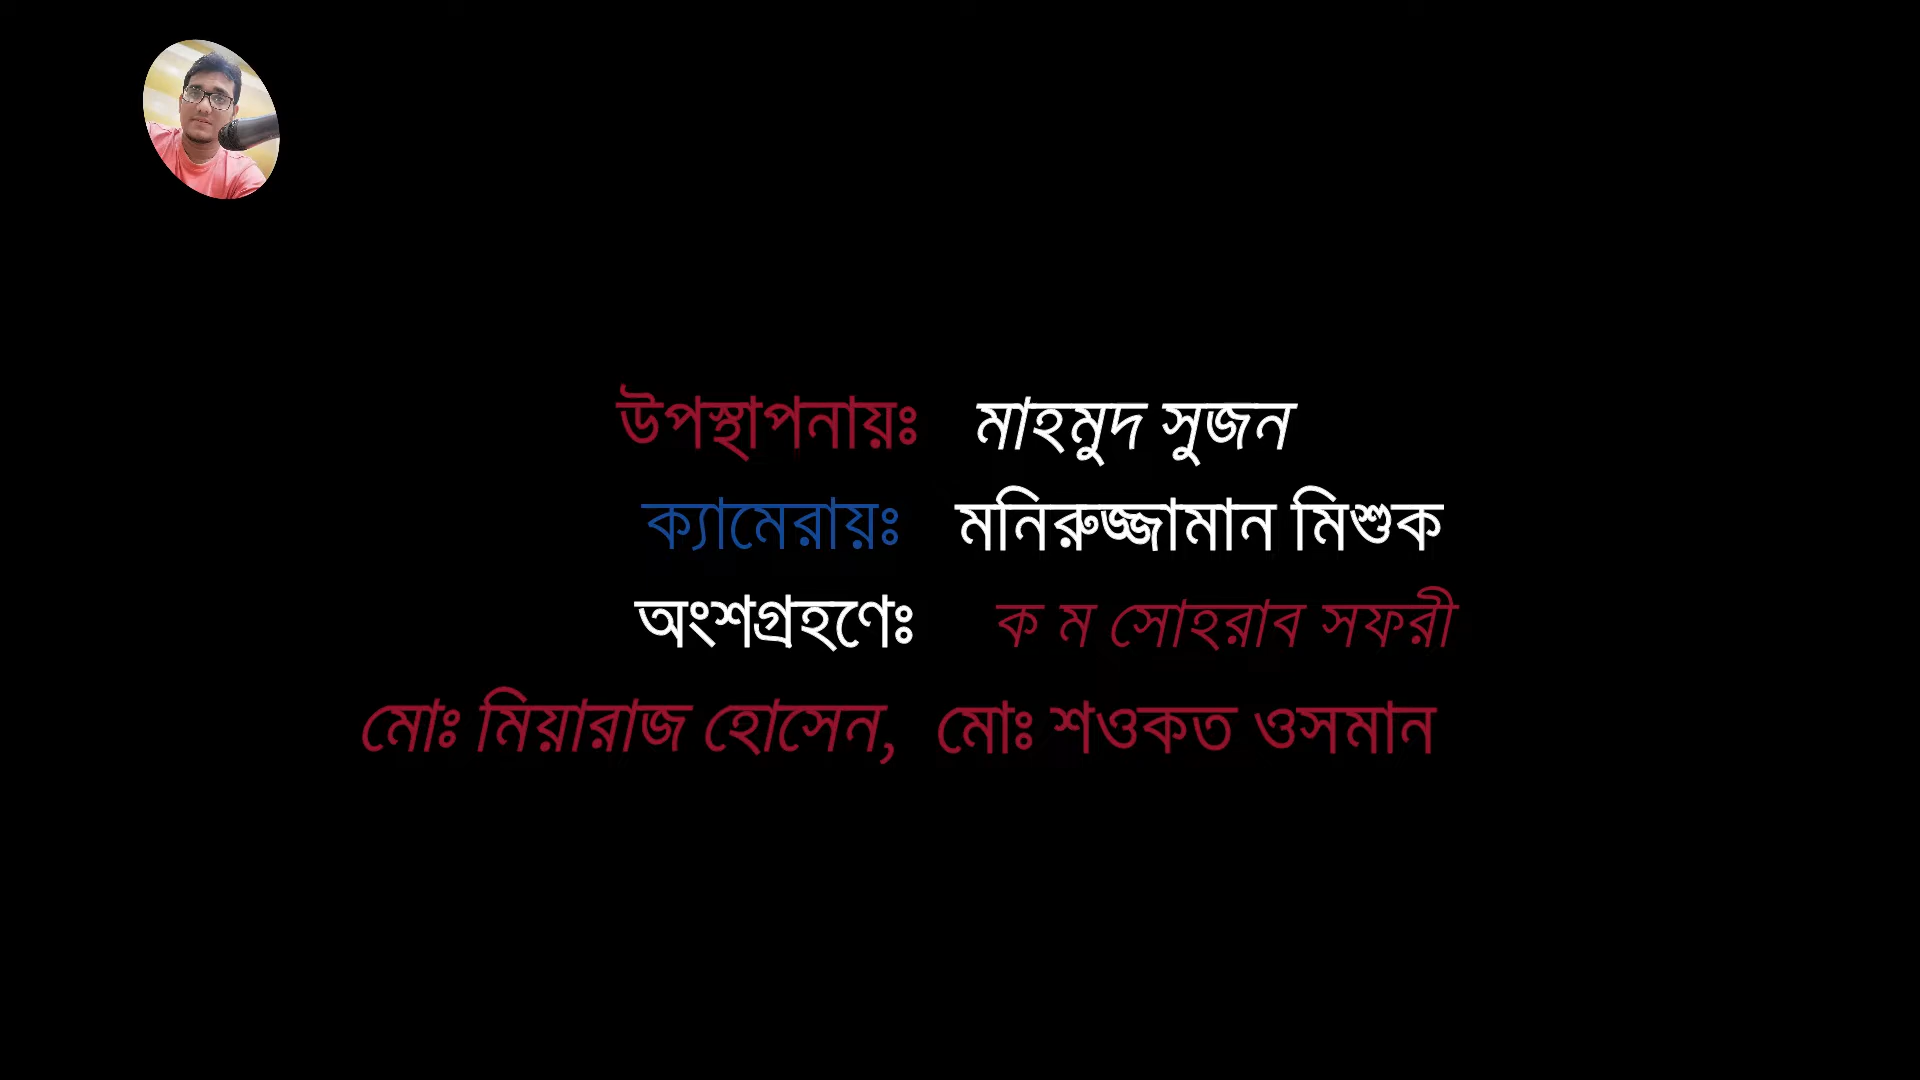 উপস্থাপনায়ঃ মাহমুদ সুজন
ক্যামেরায়ঃ মনিরুজ্জামান মিশুক
অংশগ্রহণেঃ ক ম সোহরাব সফরী
মোঃ মিয়ারাজ হোসেন, মোঃ শওকত ওসমান